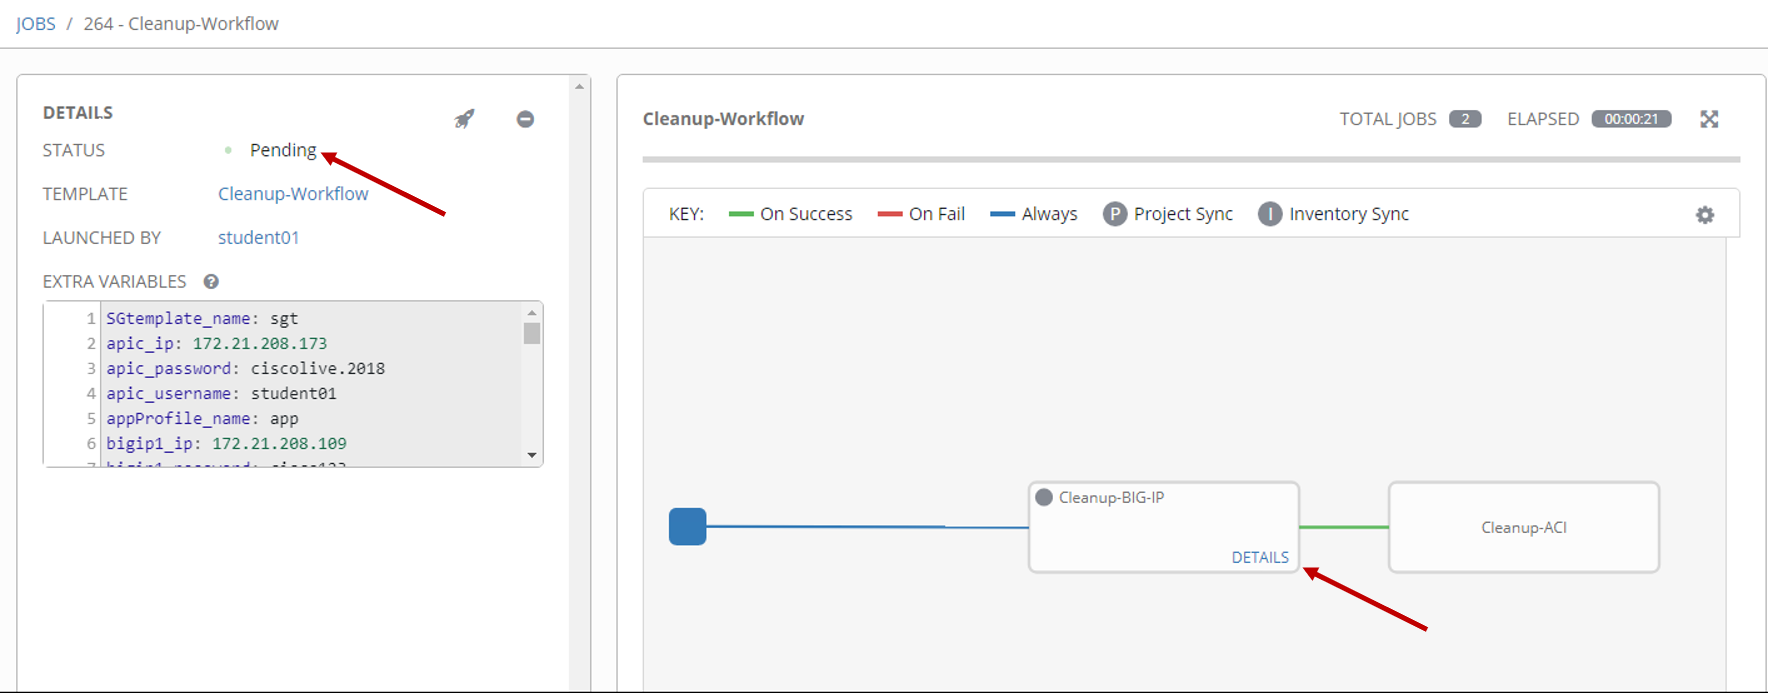 JOBS / 264 - Cleanup-Workflow
DETAILS
STATUS Pending
TEMPLATE Cleanup-Workflow
LAUNCHED BY student01
EXTRA VARIABLES ?
1 SGtemplate_name: sgt
2 apic_ip: 172.21.208.173
3 apic_password: ciscolive.2018
4 apic_username: student01
5 appProfile_name: app
6 bigip1_ip: 172.21.208.109
Cleanup-Workflow
TOTAL JOBS 2 ELAPSED 00:00:21
KEY: On Success On Fail Always P Project Sync I Inventory Sync
Cleanup-BIG-IP
DETAILS
Cleanup-ACI